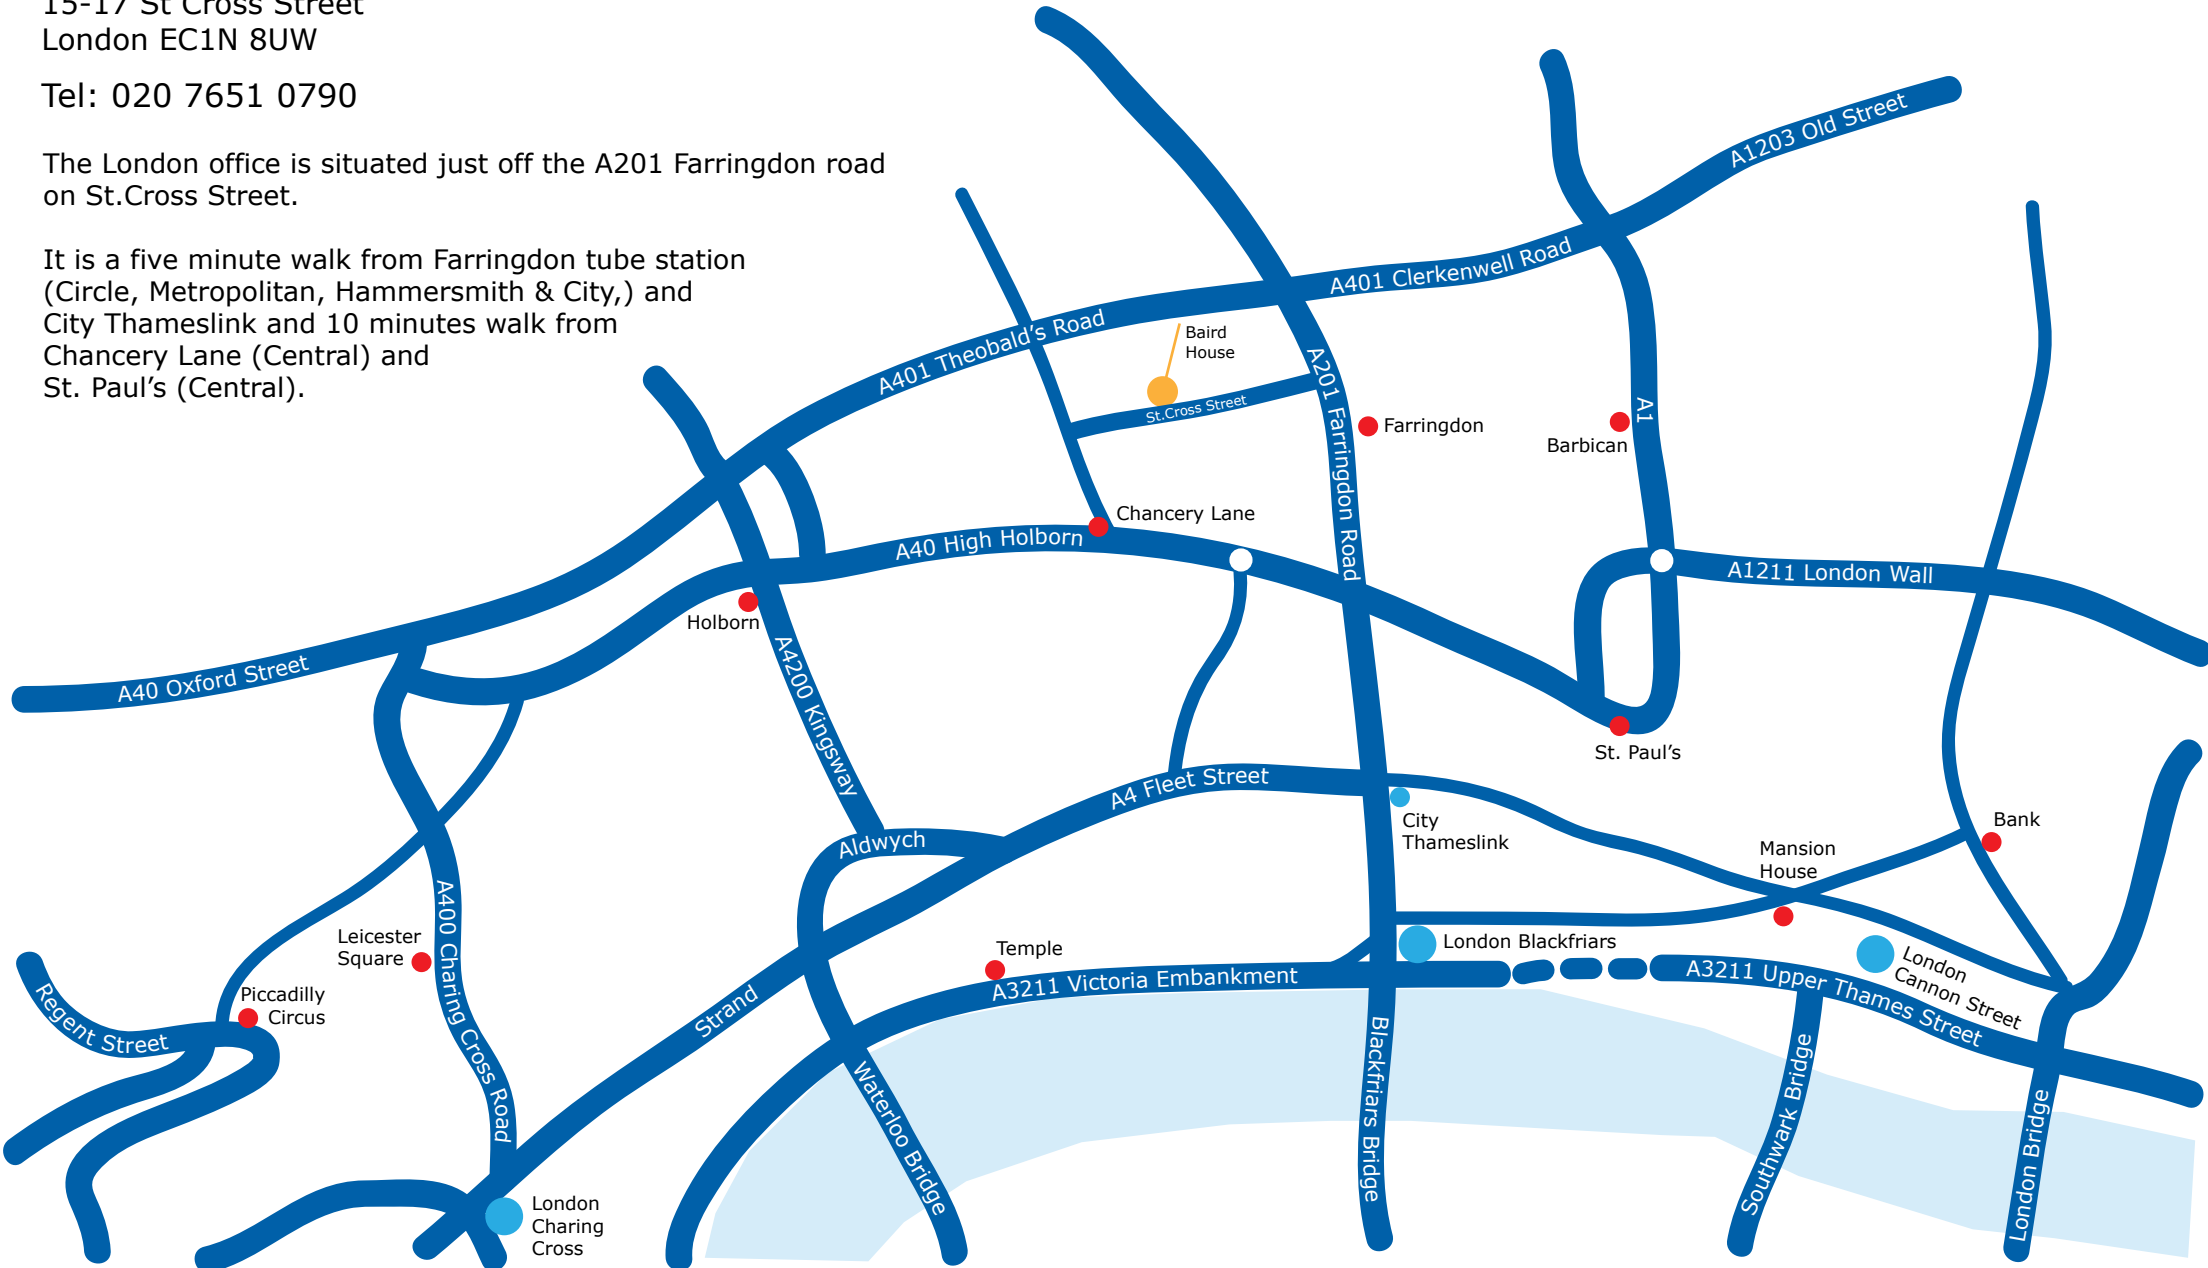 15-17 St Cross Street
London EC1N 8UW
Tel: 020 7651 0790
The London office is situated just off the A201 Farringdon road
on St.Cross Street.
It is a five minute walk from Farringdon tube station
(Circle, Metropolitan, Hammersmith & City,) and
City Thameslink and 10 minutes walk from
Chancery Lane (Central) and
St. Paul’s (Central).
A1203 Old Street
A401 Clerkenwell Road
A401 Theobald’s Road
Baird
House
St.Cross Street
A201 Farringdon Road
Farringdon
Barbican
A1
Chancery Lane
A40 High Holborn
A1211 London Wall
Holborn
A40 Oxford Street
A4200 Kingsway
St. Paul’s
A4 Fleet Street
City
Thameslink
Aldwych
Bank
Mansion
House
A400 Charing Cross Road
Leicester
Square
Temple
London Blackfriars
A3211 Victoria Embankment
A3211 Upper Thames Street
London
Cannon Street
Piccadilly
Circus
Regent Street
Strand
Waterloo Bridge
Blackfriars Bridge
Southwark Bridge
London Bridge
London
Charing
Cross